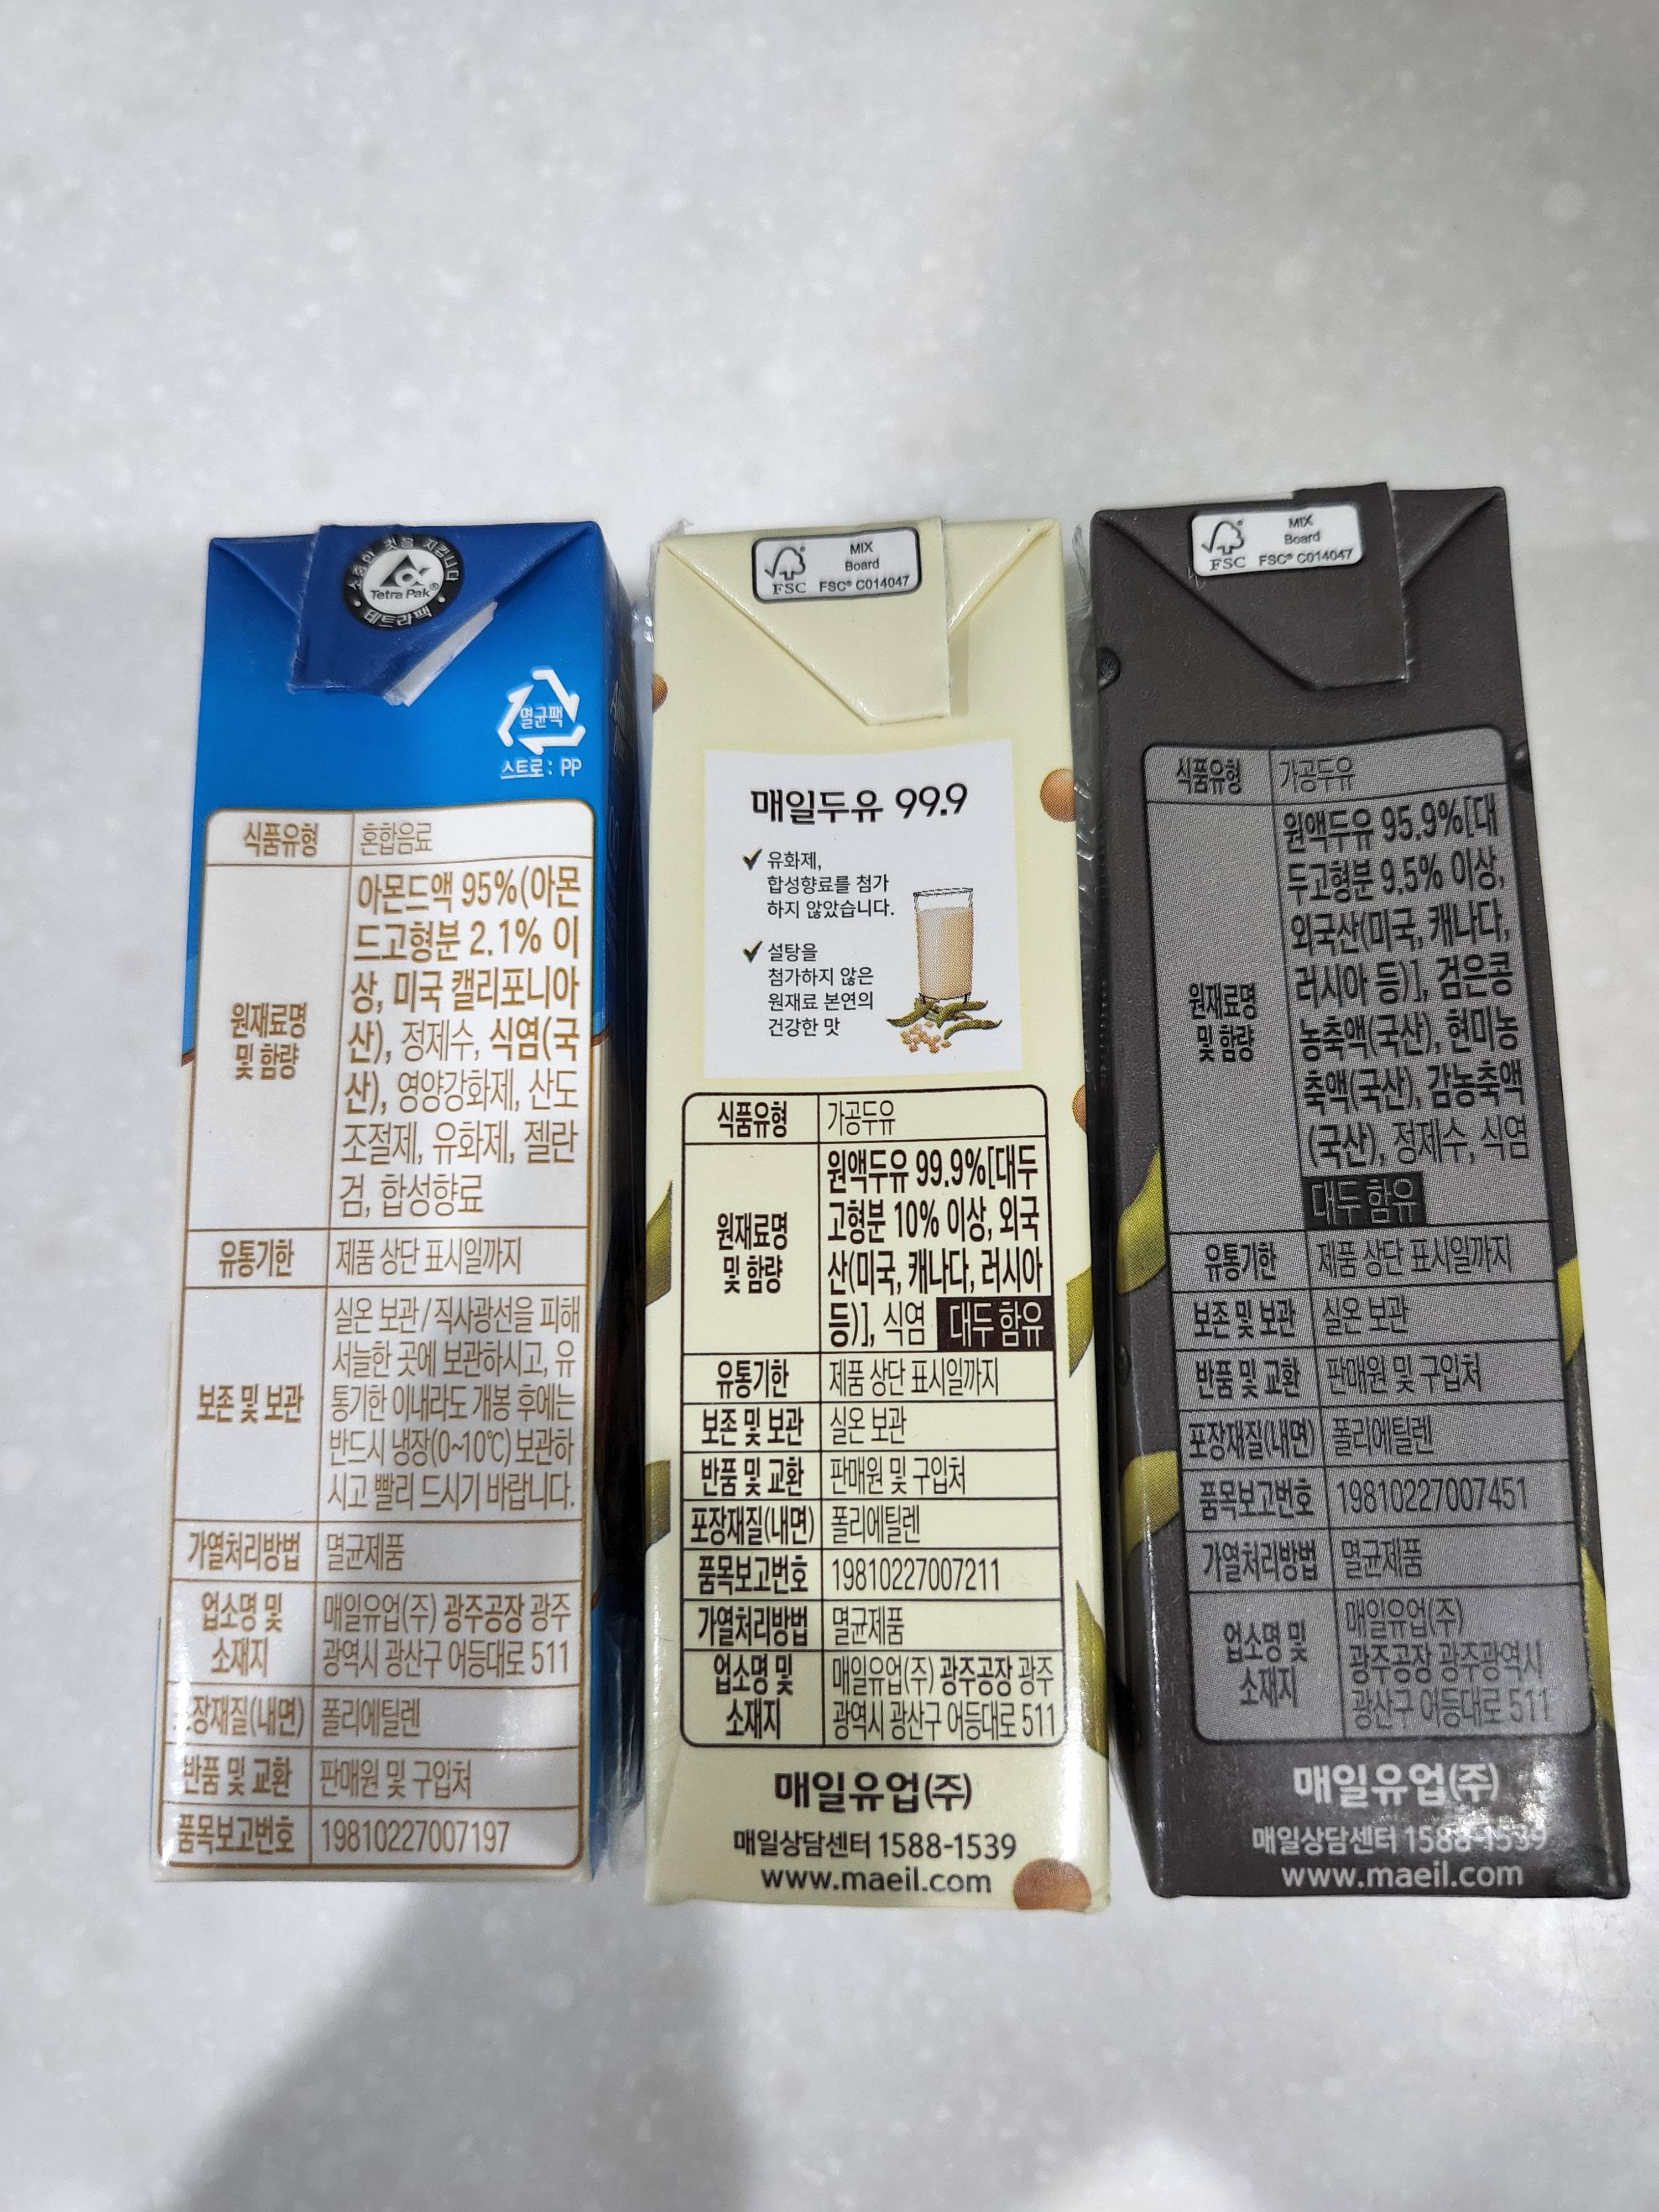 소중한 것을 지킵니다
Tetra Pak®
테트라팩
멸균팩
스트로 : PP
식품유형 혼합음료
원재료명
및 함량
아몬드액 95%(아몬
드고형분 2.1% 이
상, 미국 캘리포니아
산), 정제수, 식염(국
산), 영양강화제, 산도
조절제, 유화제, 젤란
검, 합성향료
유통기한 제품 상단 표시일까지
보존 및 보관
실온 보관/직사광선을 피해
서늘한 곳에 보관하시고, 유
통기한 이내라도 개봉 후에는
반드시 냉장(0~10℃) 보관하
시고 빨리 드시기 바랍니다.
가열처리방법 멸균제품
업소명 및
소재지
매일유업(주) 광주공장 광주
광역시 광산구 어등대로 511
장재질(내면) 폴리에틸렌
반품 및 교환 판매원 및 구입처
품목보고번호 19810227007197
FSC
MIX
Board
FSC® C014047
매일두유 99.9
유화제,
합성향료를 첨가
하지 않았습니다.
설탕을
첨가하지 않은
원재료 본연의
건강한 맛
식품유형 가공두유
원재료명
및 함량
원액두유 99.9%[대두
고형분 10% 이상, 외국
산(미국, 캐나다, 러시아
등)], 식염 대두 함유
유통기한 제품 상단 표시일까지
보존 및 보관 실온 보관
반품 및 교환 판매원 및 구입처
포장재질(내면) 폴리에틸렌
품목보고번호 19810227007211
가열처리방법 멸균제품
업소명 및
소재지
매일유업(주) 광주공장 광주
광역시 광산구 어등대로 511
매일유업(주)
매일상담센터 1588-1539
www.maeil.com
FSC
MIX
Board
FSC® C014047
식품유형 가공두유
원재료명
및 함량
원액두유 95.9%[대
두고형분 9.5% 이상,
외국산(미국, 캐나다,
러시아 등)], 검은콩
농축액(국산), 현미농
축액(국산), 감농축액
(국산), 정제수, 식염
대두 함유
유통기한 제품 상단 표시일까지
보존 및 보관 실온 보관
반품 및 교환 판매원 및 구입처
포장재질(내면) 폴리에틸렌
품목보고번호 19810227007451
가열처리방법 멸균제품
업소명 및
소재지
매일유업(주)
광주공장 광주광역시
광산구 어등대로 511
매일유업(주)
매일상담센터 1588-1539
www.maeil.com